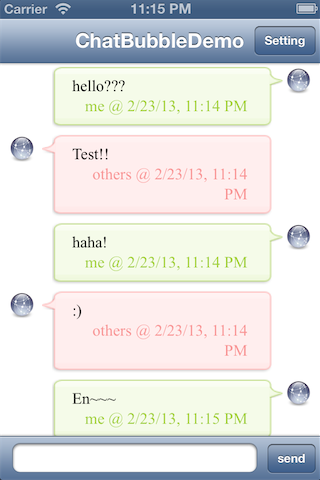 Carrier 11:15 PM
ChatBubbleDemo Setting
hello???
me @ 2/23/13, 11:14 PM
Test!!
others @ 2/23/13, 11:14
PM
haha!
me @ 2/23/13, 11:14 PM
:)
others @ 2/23/13, 11:14
PM
En~~~
me @ 2/23/13, 11:15 PM
send